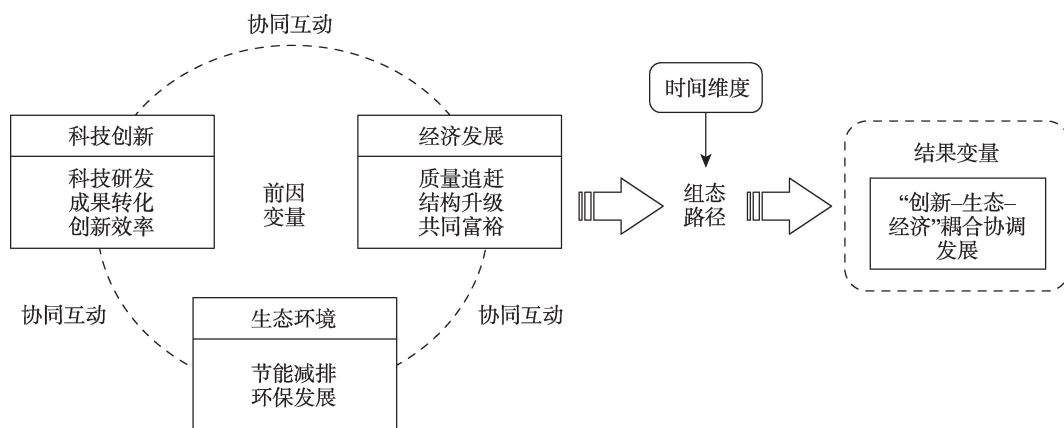 协同互动
时间维度
科技创新
科技研发
成果转化
创新效率
前因
变量
经济发展
质量追赶
结构升级
共同富裕
组态
路径
结果变量
“创新–生态–
经济”耦合协调
发展
协同互动
协同互动
生态环境
节能减排
环保发展